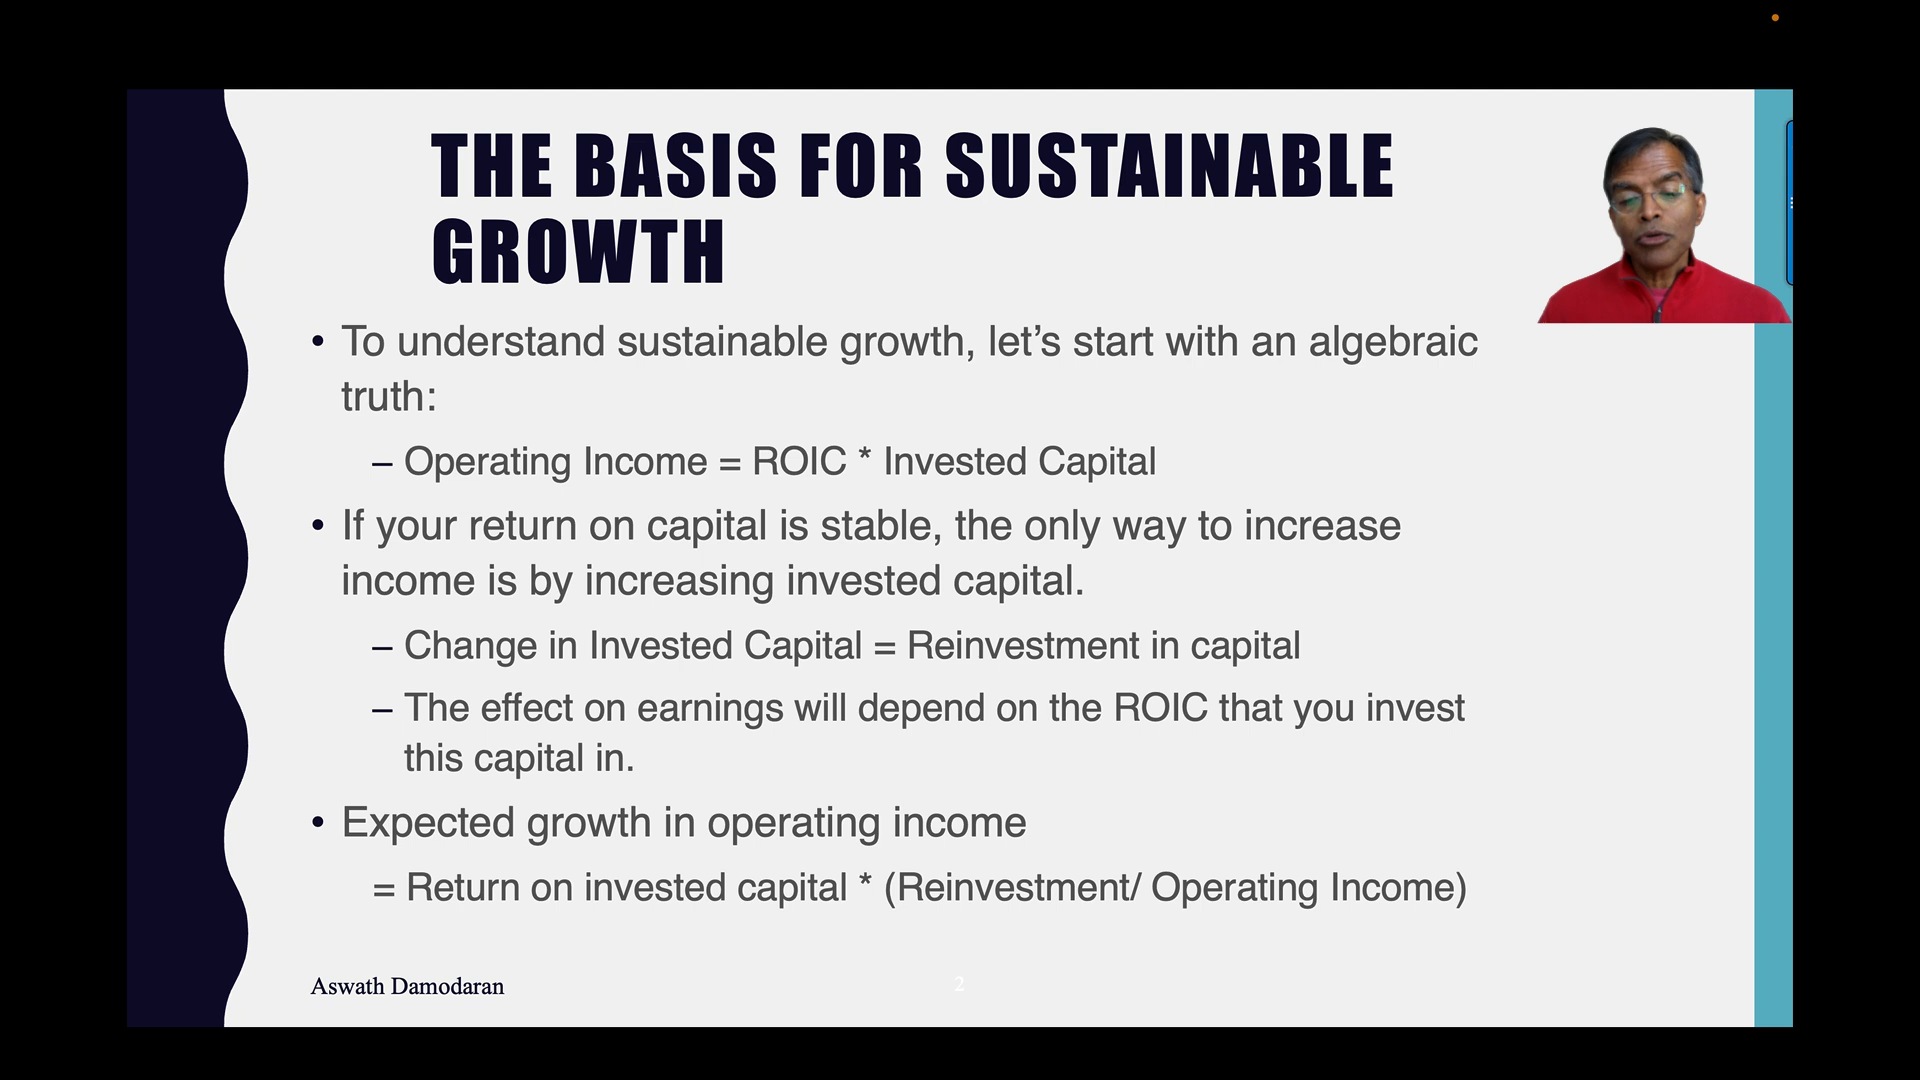 THE BASIS FOR SUSTAINABLE
GROWTH
• To understand sustainable growth, let’s start with an algebraic
truth:
– Operating Income = ROIC * Invested Capital
• If your return on capital is stable, the only way to increase
income is by increasing invested capital.
– Change in Invested Capital = Reinvestment in capital
– The effect on earnings will depend on the ROIC that you invest
this capital in.
• Expected growth in operating income
= Return on invested capital * (Reinvestment/ Operating Income)
Aswath Damodaran
2